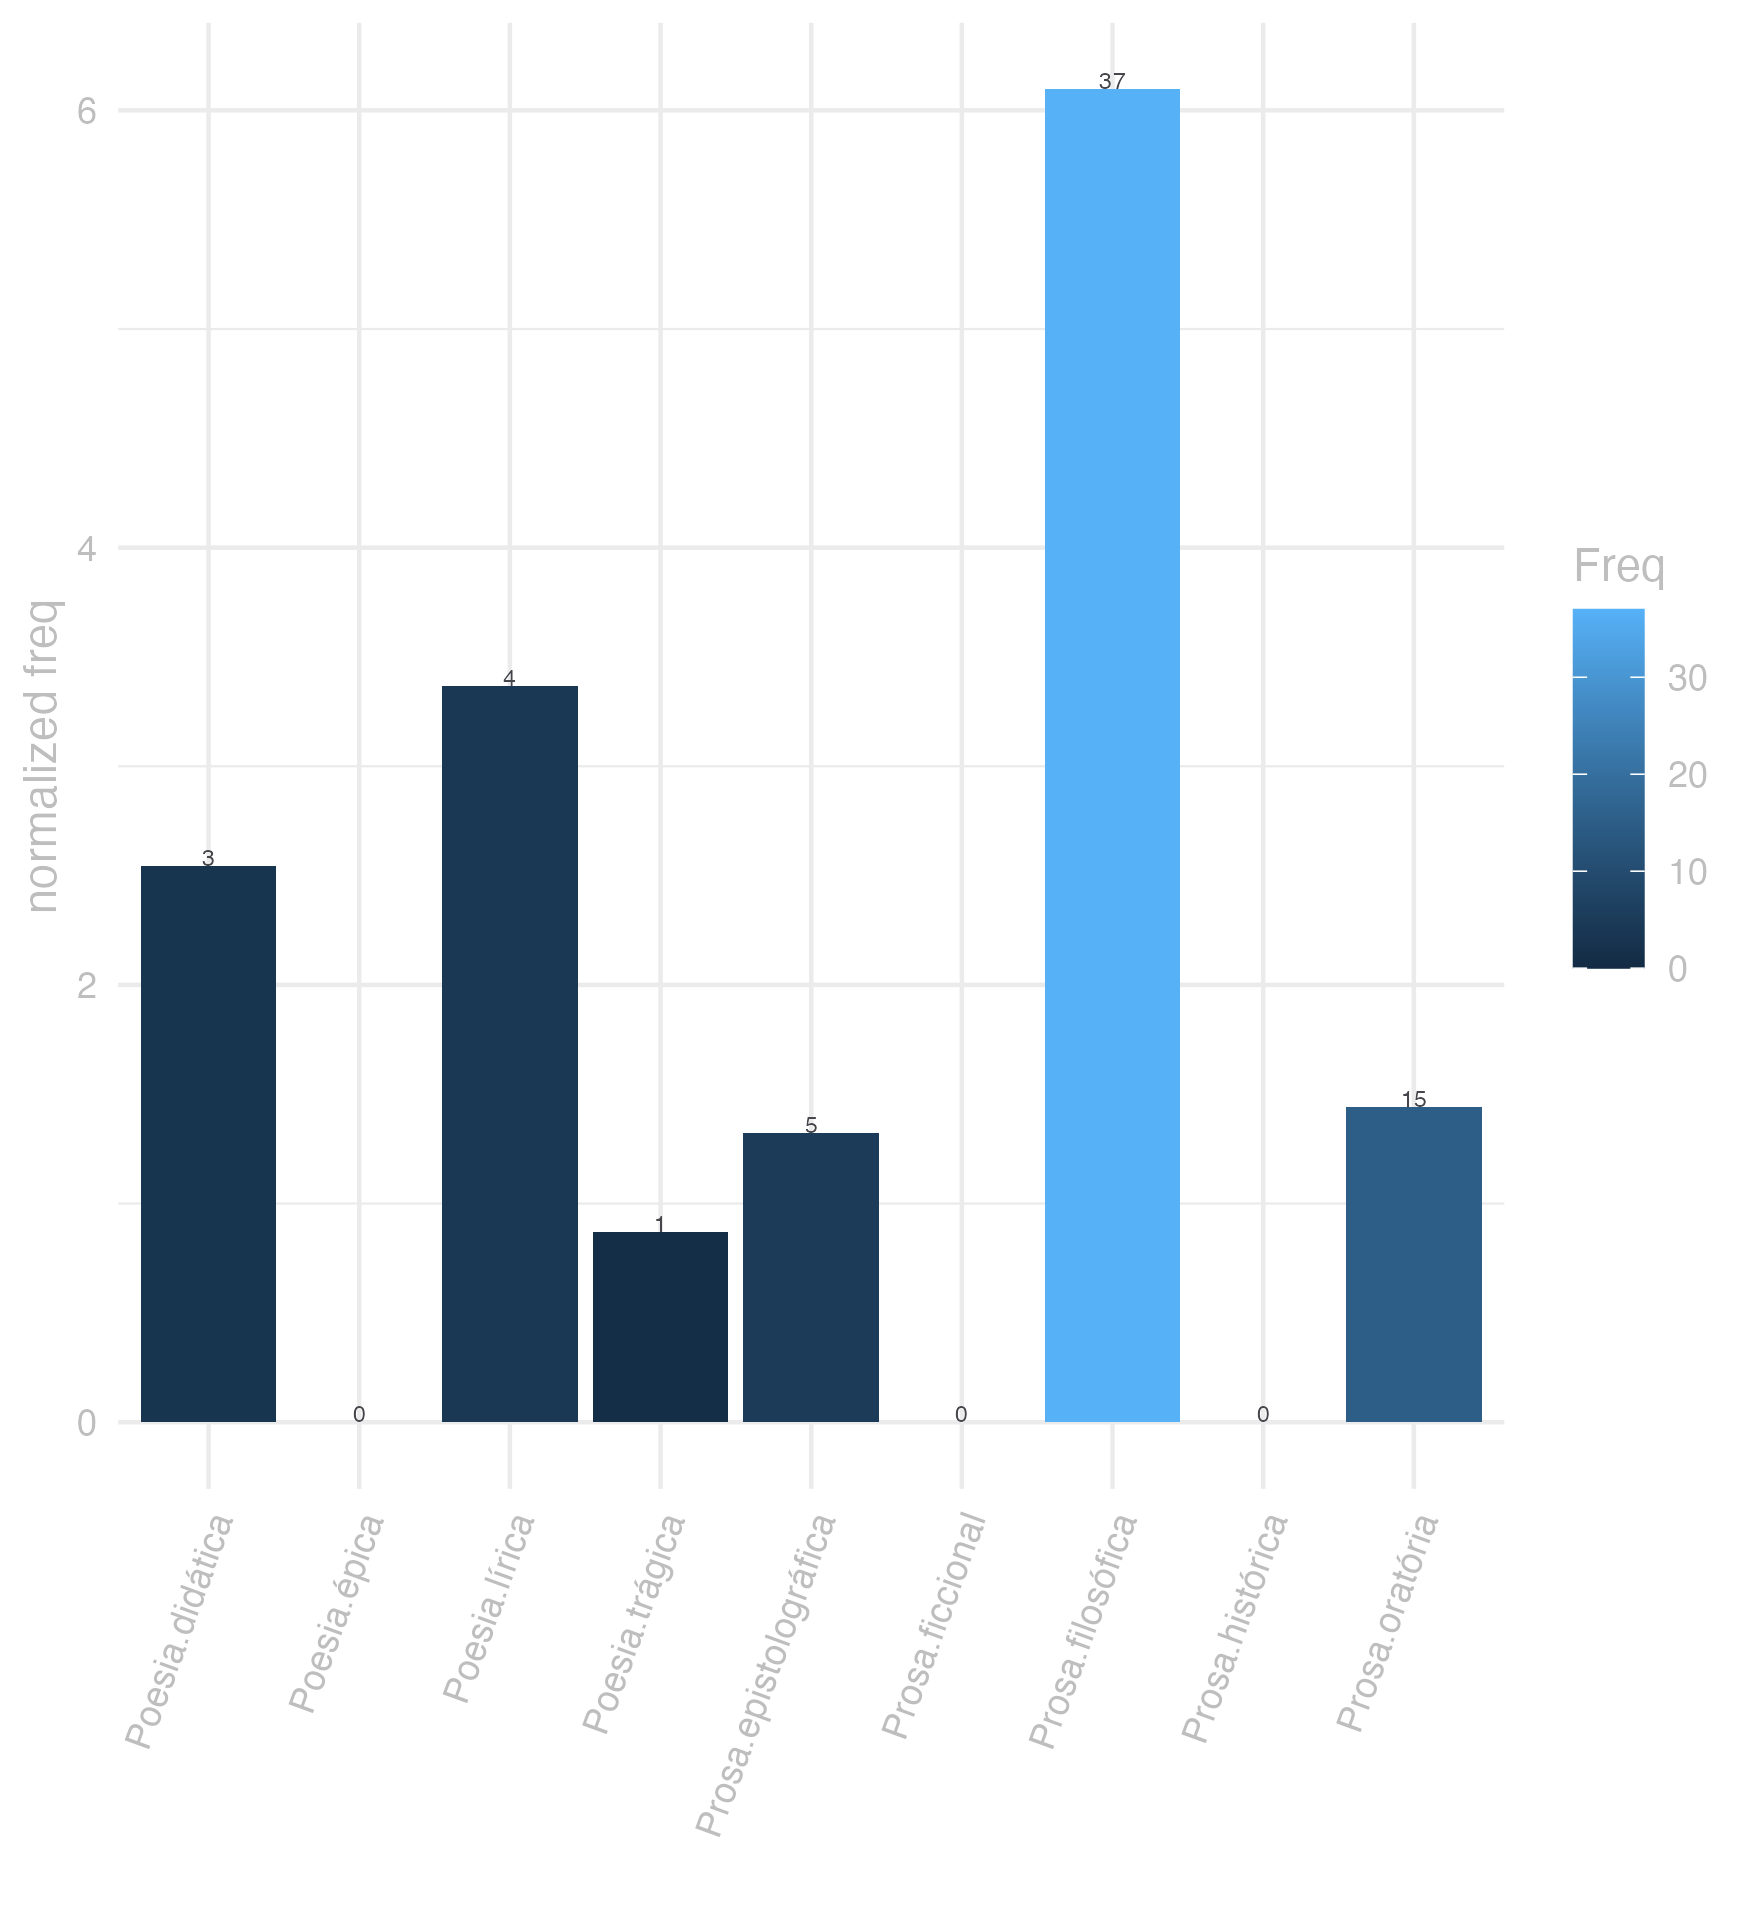 normalized freq
6
4
2
0
3
0
4
1
5
0
37
0
15
Poesia.didática
Poesia.épica
Poesia.lírica
Poesia.trágica
Prosa.epistolográfica
Prosa.ficcional
Prosa.filosófica
Prosa.histórica
Prosa.oratória
Freq
30
20
10
0